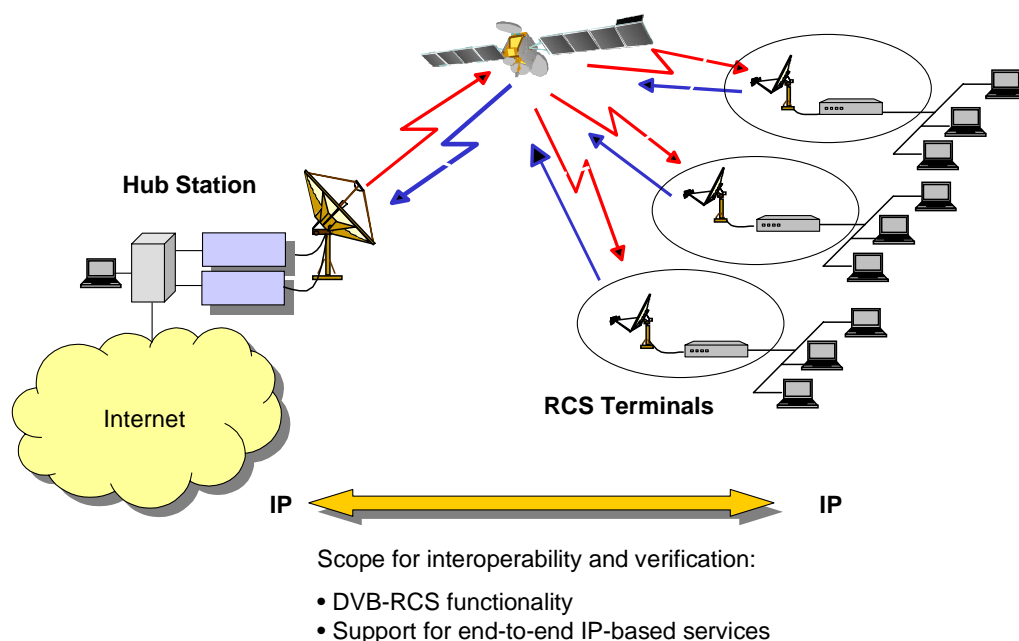 Hub Station
Internet
RCS Terminals
IP
IP
Scope for interoperability and verification:
• DVB-RCS functionality
• Support for end-to-end IP-based services